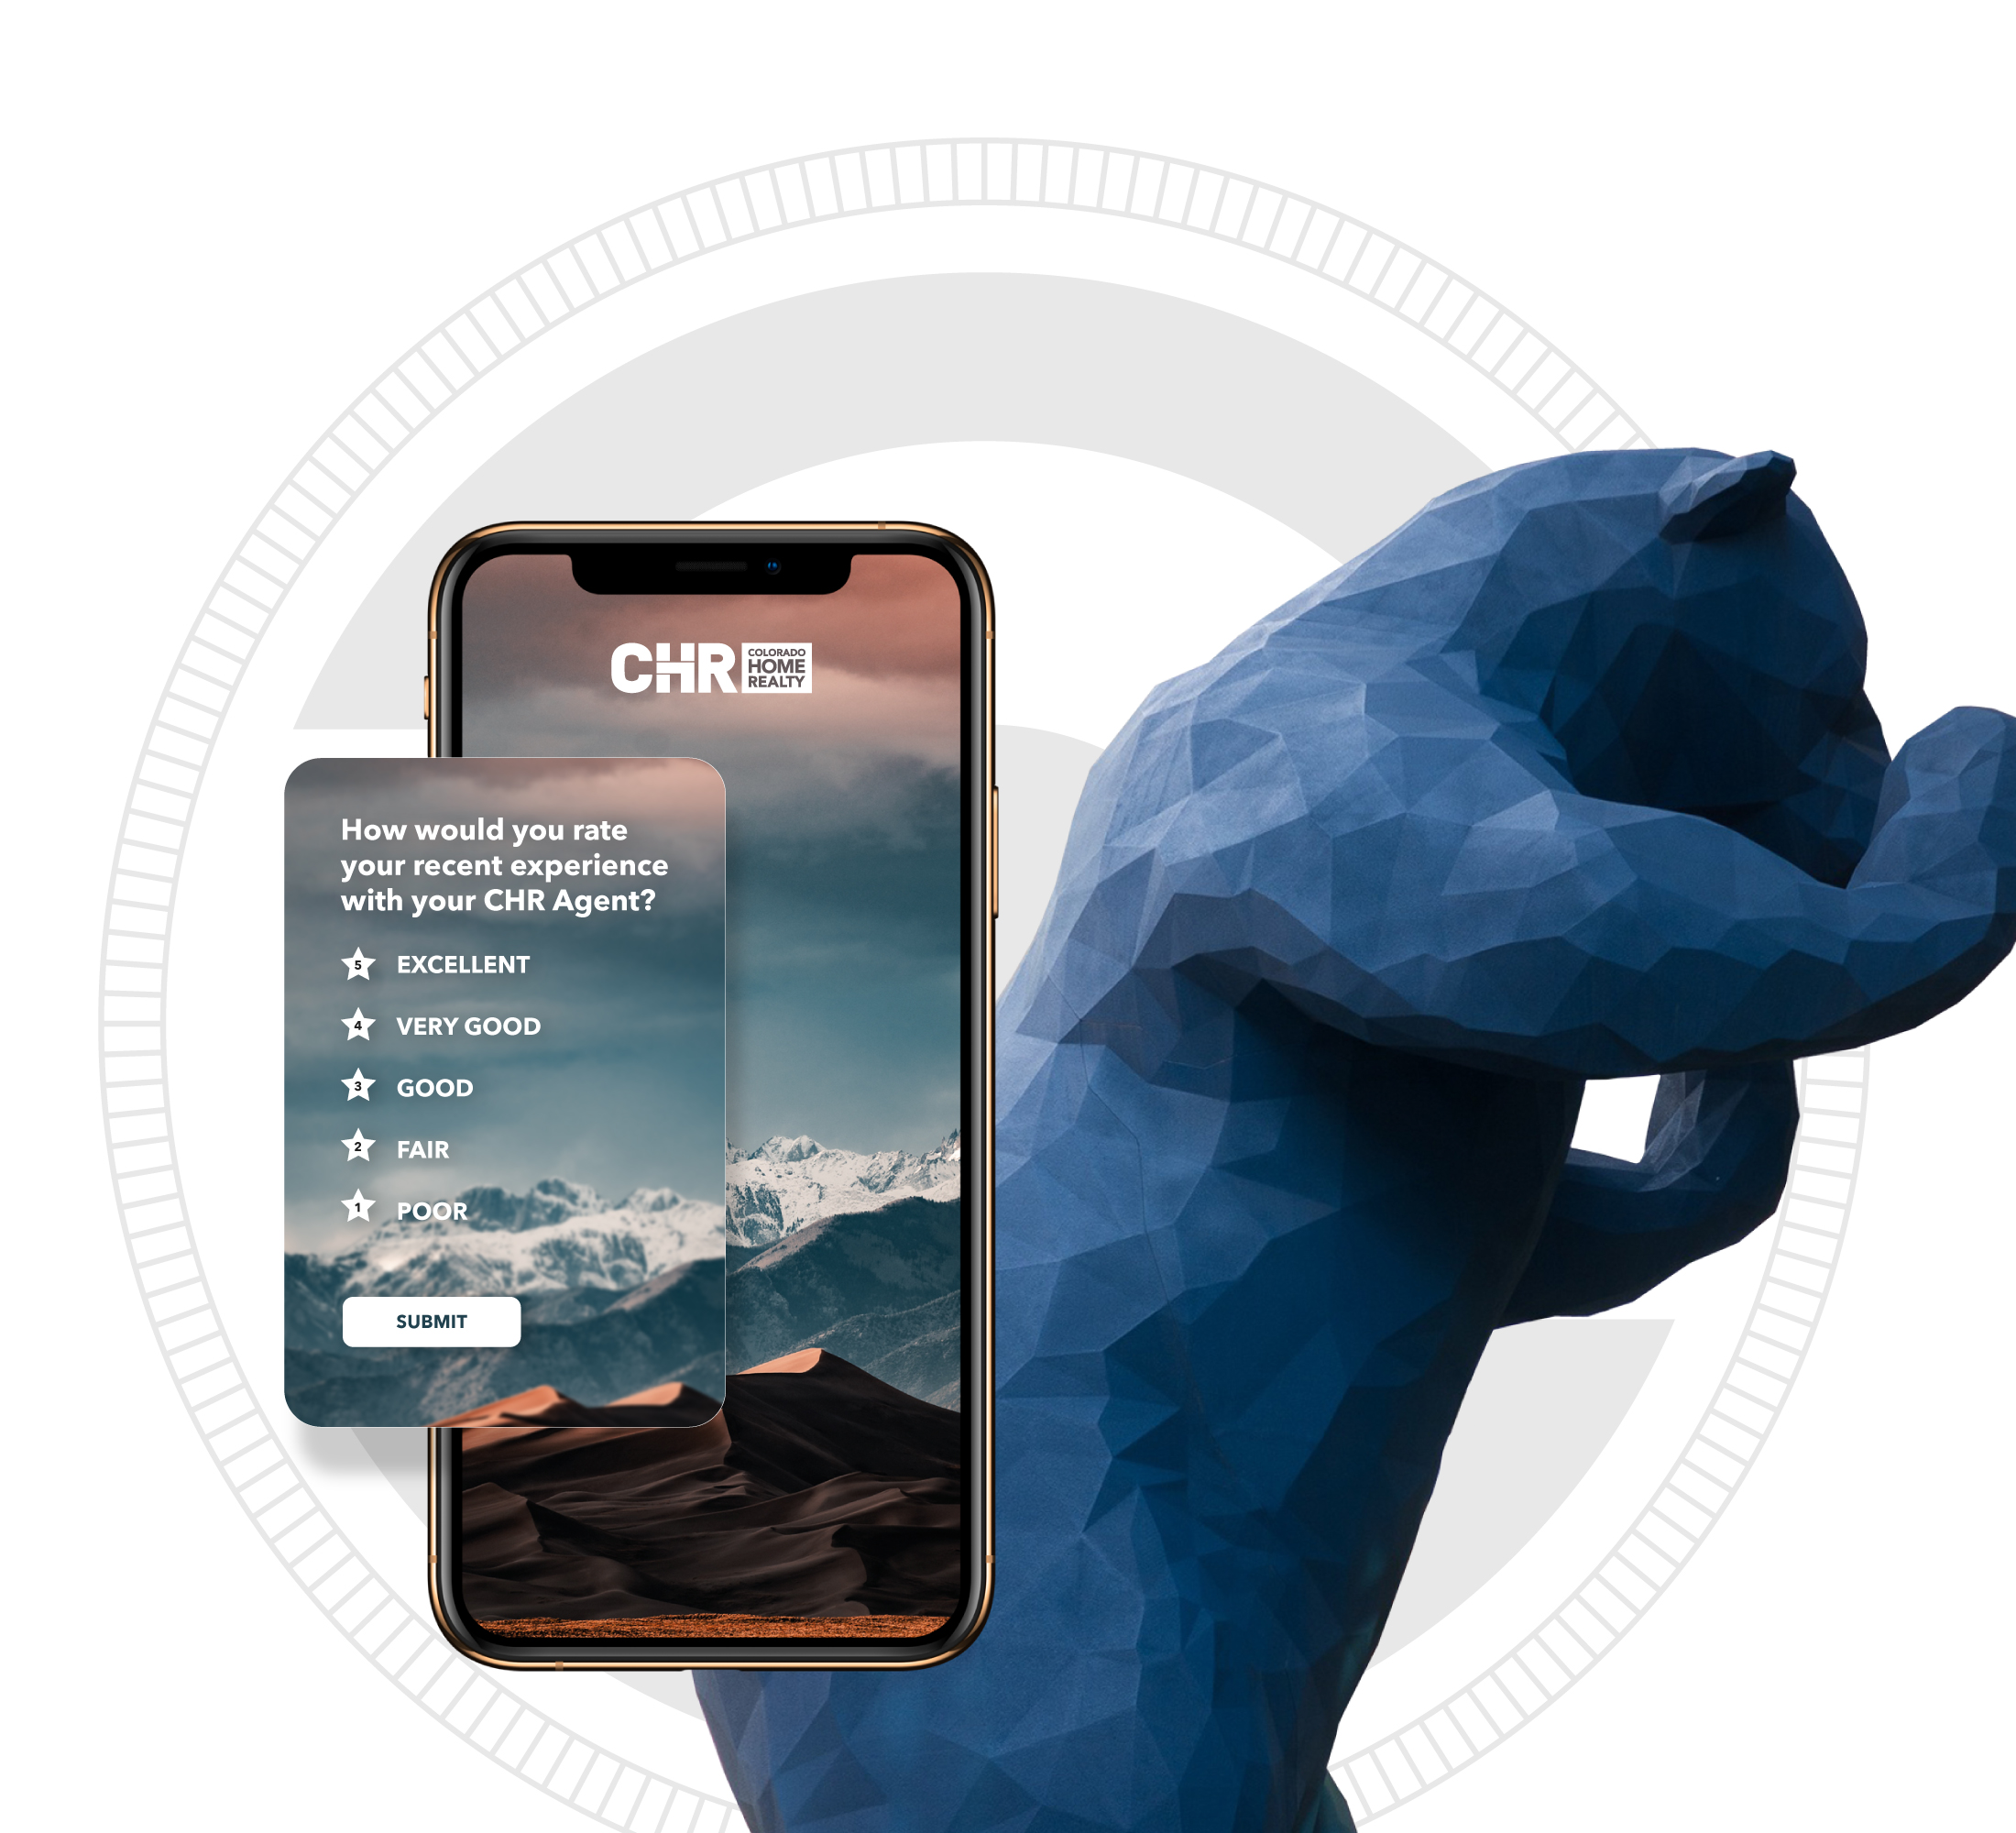 CHR
COLORADO
HOME
REALTY
How would you rate
your recent experience
with your CHR Agent?
5 EXCELLENT
4 VERY GOOD
3 GOOD
2 FAIR
1 POOR
SUBMIT